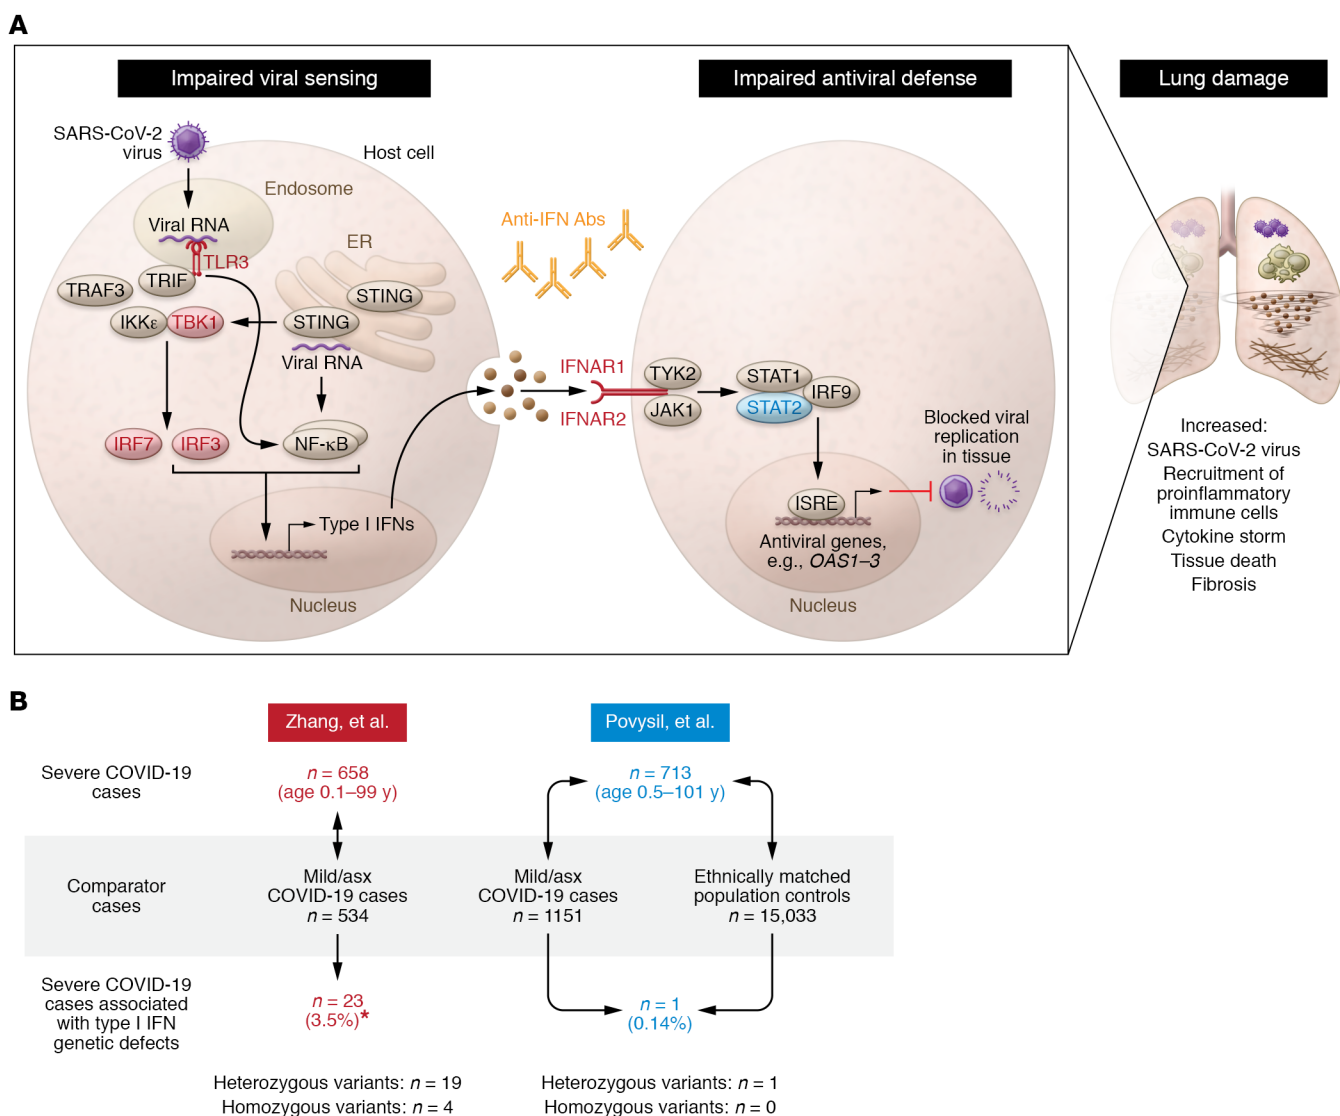 A
Impaired viral sensing
Impaired antiviral defense
Lung damage
SARS-CoV-2
virus
Host cell
Endosome
Viral RNA
TLR3
TRIF
TRAF3
IKKε
TBK1
ER
STING
STING
Viral RNA
IRF7
IRF3
NF-κB
Type I IFNs
Nucleus
Anti-IFN Abs
IFNAR1
IFNAR2
TYK2
JAK1
STAT1
STAT2
IRF9
ISRE
Antiviral genes,
e.g., OAS1–3
Nucleus
Blocked viral
replication
in tissue
Increased:
SARS-CoV-2 virus
Recruitment of
proinflammatory
immune cells
Cytokine storm
Tissue death
Fibrosis
B
Zhang, et al.
Povysil, et al.
Severe COVID-19
cases
n = 658
(age 0.1–99 y)
n = 713
(age 0.5–101 y)
Comparator
cases
Mild/asx
COVID-19 cases
n = 534
Mild/asx
COVID-19 cases
n = 1151
Ethnically matched
population controls
n = 15,033
Severe COVID-19
cases associated
with type I IFN
genetic defects
n = 23
(3.5%)*
n = 1
(0.14%)
Heterozygous variants: n = 19
Homozygous variants: n = 4
Heterozygous variants: n = 1
Homozygous variants: n = 0